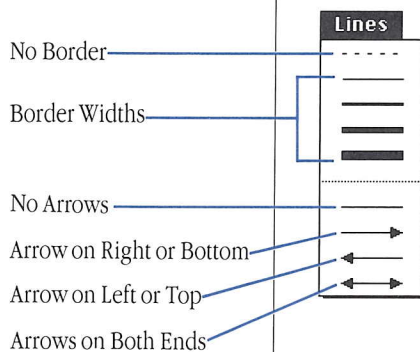 Lines
No Border
Border Widths
No Arrows
Arrow on Right or Bottom
Arrow on Left or Top
Arrows on Both Ends